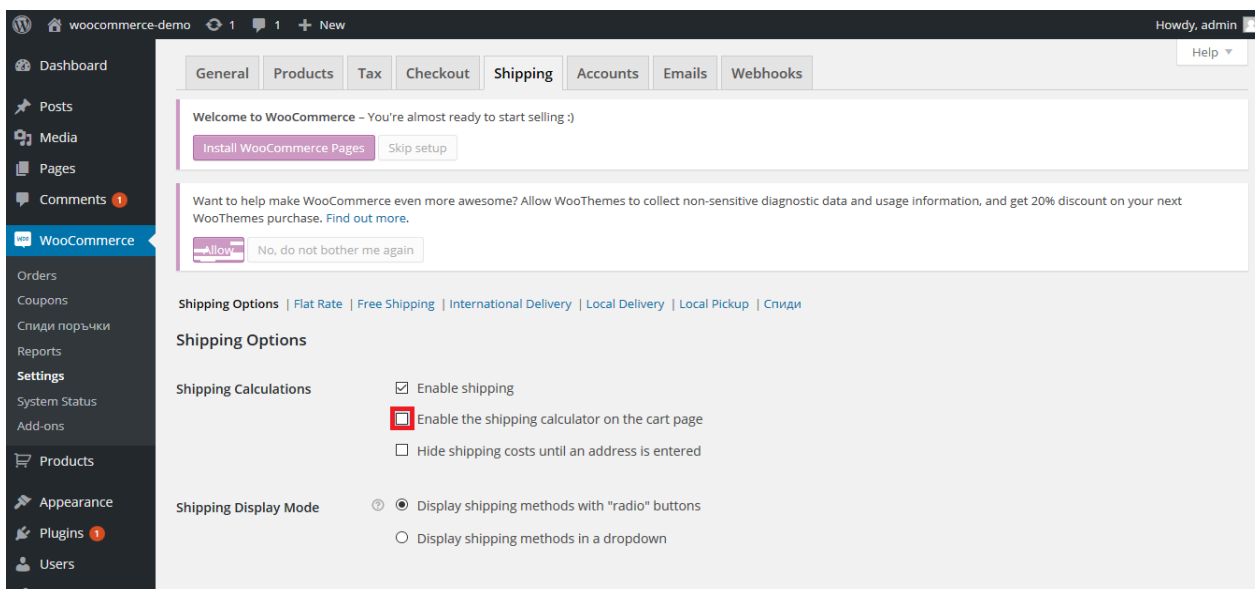 woocommerce-demo 1 1 + New Howdy, admin
Help ▼
Dashboard
Posts
Media
Pages
Comments 1
WooCommerce
Orders
Coupons
Спиди поръчки
Reports
Settings
System Status
Add-ons
Products
Appearance
Plugins 1
Users
General Products Tax Checkout Shipping Accounts Emails Webhooks
Welcome to WooCommerce – You're almost ready to start selling :)
Install WooCommerce Pages Skip setup
Want to help make WooCommerce even more awesome? Allow WooThemes to collect non-sensitive diagnostic data and usage information, and get 20% discount on your next
WooThemes purchase. Find out more.
Allow No, do not bother me again
Shipping Options | Flat Rate | Free Shipping | International Delivery | Local Delivery | Local Pickup | Спиди
Shipping Options
Shipping Calculations Enable shipping
Enable the shipping calculator on the cart page
Hide shipping costs until an address is entered
Shipping Display Mode Display shipping methods with "radio" buttons
Display shipping methods in a dropdown